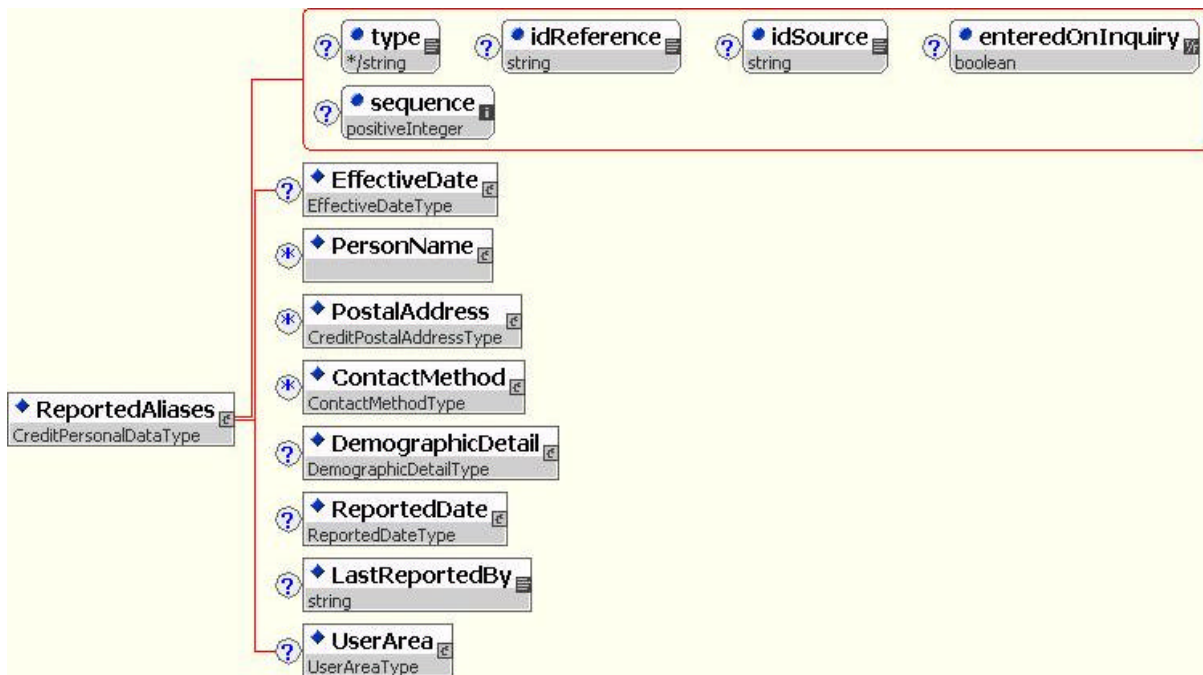 ? type ? idReference ? idSource ? enteredOnInquiry
*/string string string boolean
? sequence
positiveInteger
? EffectiveDate
EffectiveDateType
* PersonName
* PostalAddress
CreditPostalAddressType
* ContactMethod
ContactMethodType
ReportedAliases
CreditPersonalDataType
? DemographicDetail
DemographicDetailType
? ReportedDate
ReportedDateType
? LastReportedBy
string
? UserArea
UserAreaType